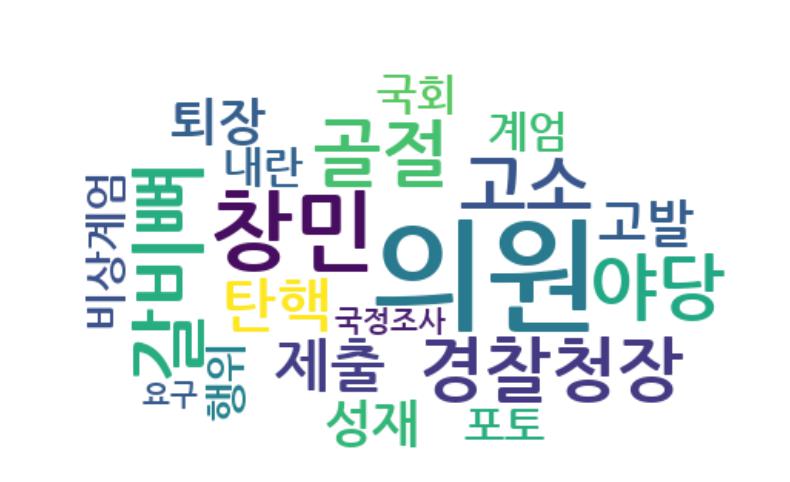 국회
퇴장
계엄
골절
내란
고소
비상계엄
갈비뼈
창민
고발
의원
야당
탄핵
국정조사
제출
경찰청장
행위
요구
성재
포토